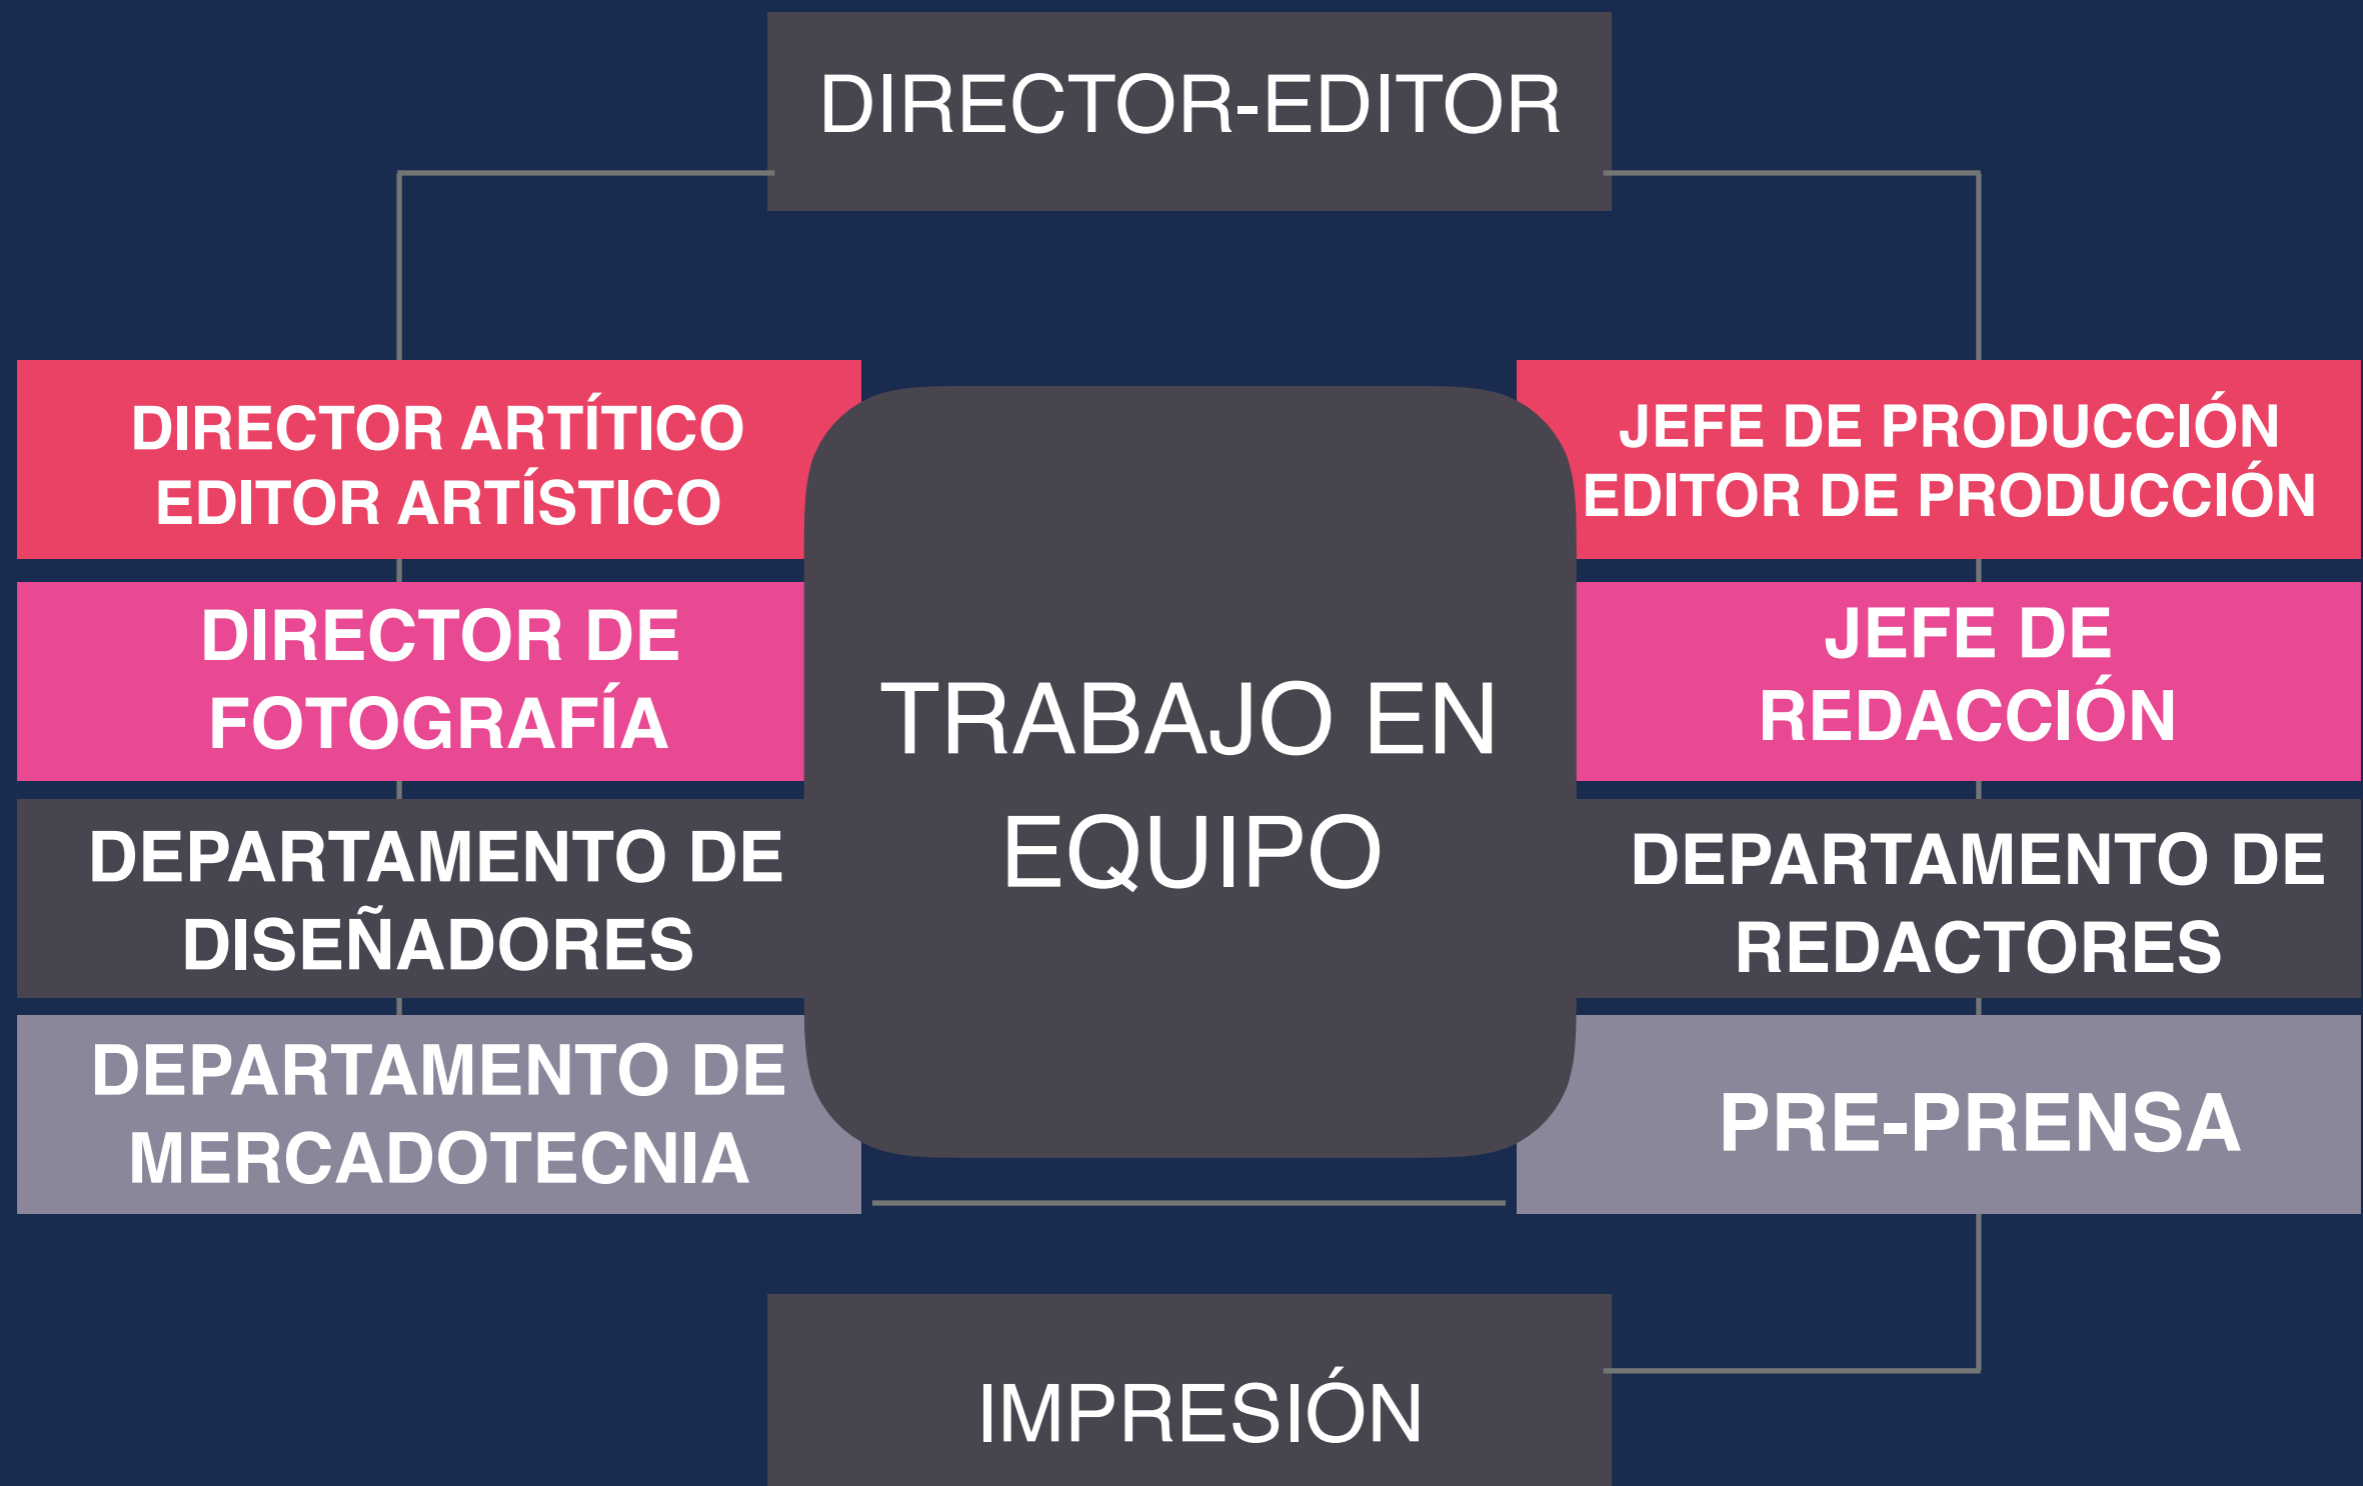 DIRECTOR-EDITOR
DIRECTOR ARTÍTICO
EDITOR ARTÍSTICO
DIRECTOR DE
FOTOGRAFÍA
DEPARTAMENTO DE
DISEÑADORES
DEPARTAMENTO DE
MERCADOTECNIA
TRABAJO EN
EQUIPO
JEFE DE PRODUCCIÓN
EDITOR DE PRODUCCIÓN
JEFE DE
REDACCIÓN
DEPARTAMENTO DE
REDACTORES
PRE-PRENSA
IMPRESIÓN